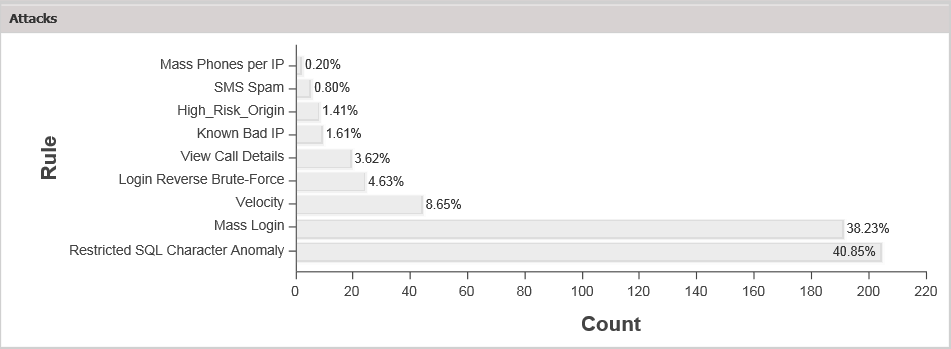 Attacks
Mass Phones per IP 0.20%
SMS Spam 0.80%
High_Risk_Origin 1.41%
Known Bad IP 1.61%
View Call Details 3.62%
Login Reverse Brute-Force 4.63%
Velocity 8.65%
Mass Login 38.23%
Restricted SQL Character Anomaly 40.85%
Rule
0 20 40 60 80 100 120 140 160 180 200 220
Count